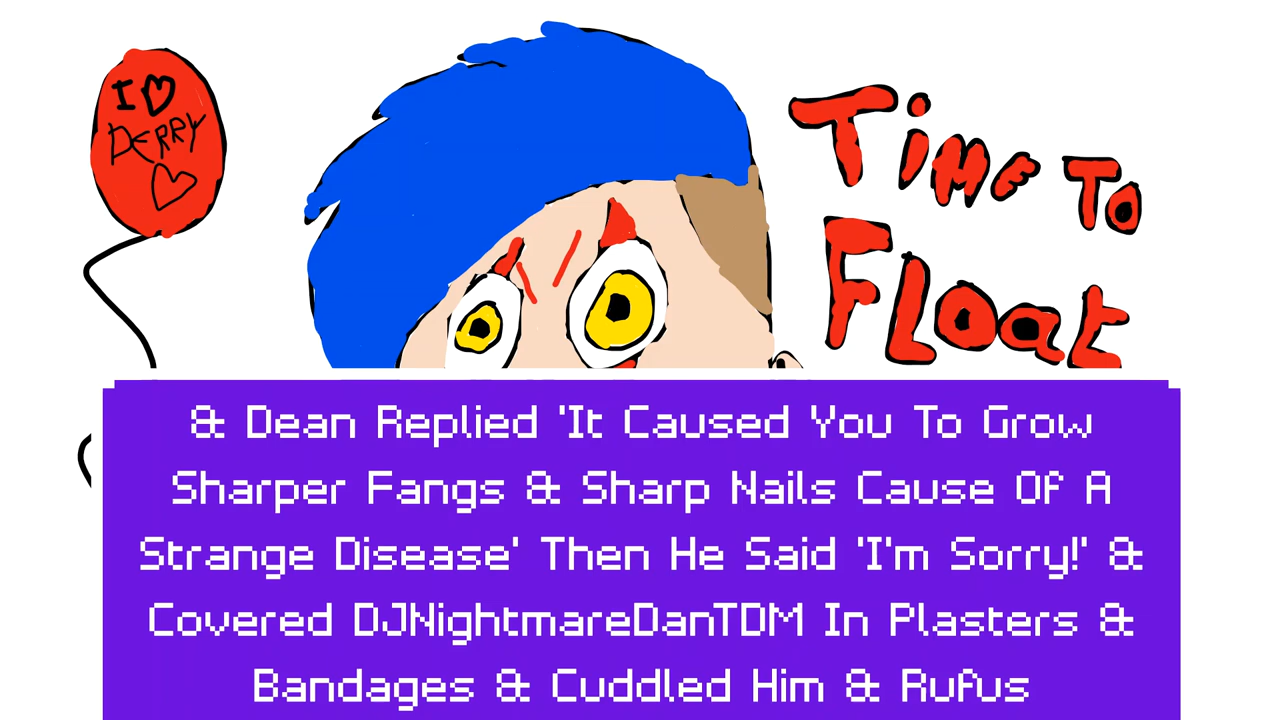 I ♡
DERRY
♡
TiME To
FLoat
& Dean Replied 'It Caused You To Grow
Sharper Fangs & Sharp Nails Cause Of A
Strange Disease' Then He Said 'I'm Sorry!' &
Covered DJNightmareDanTDM In Plasters &
Bandages & Cuddled Him & Rufus